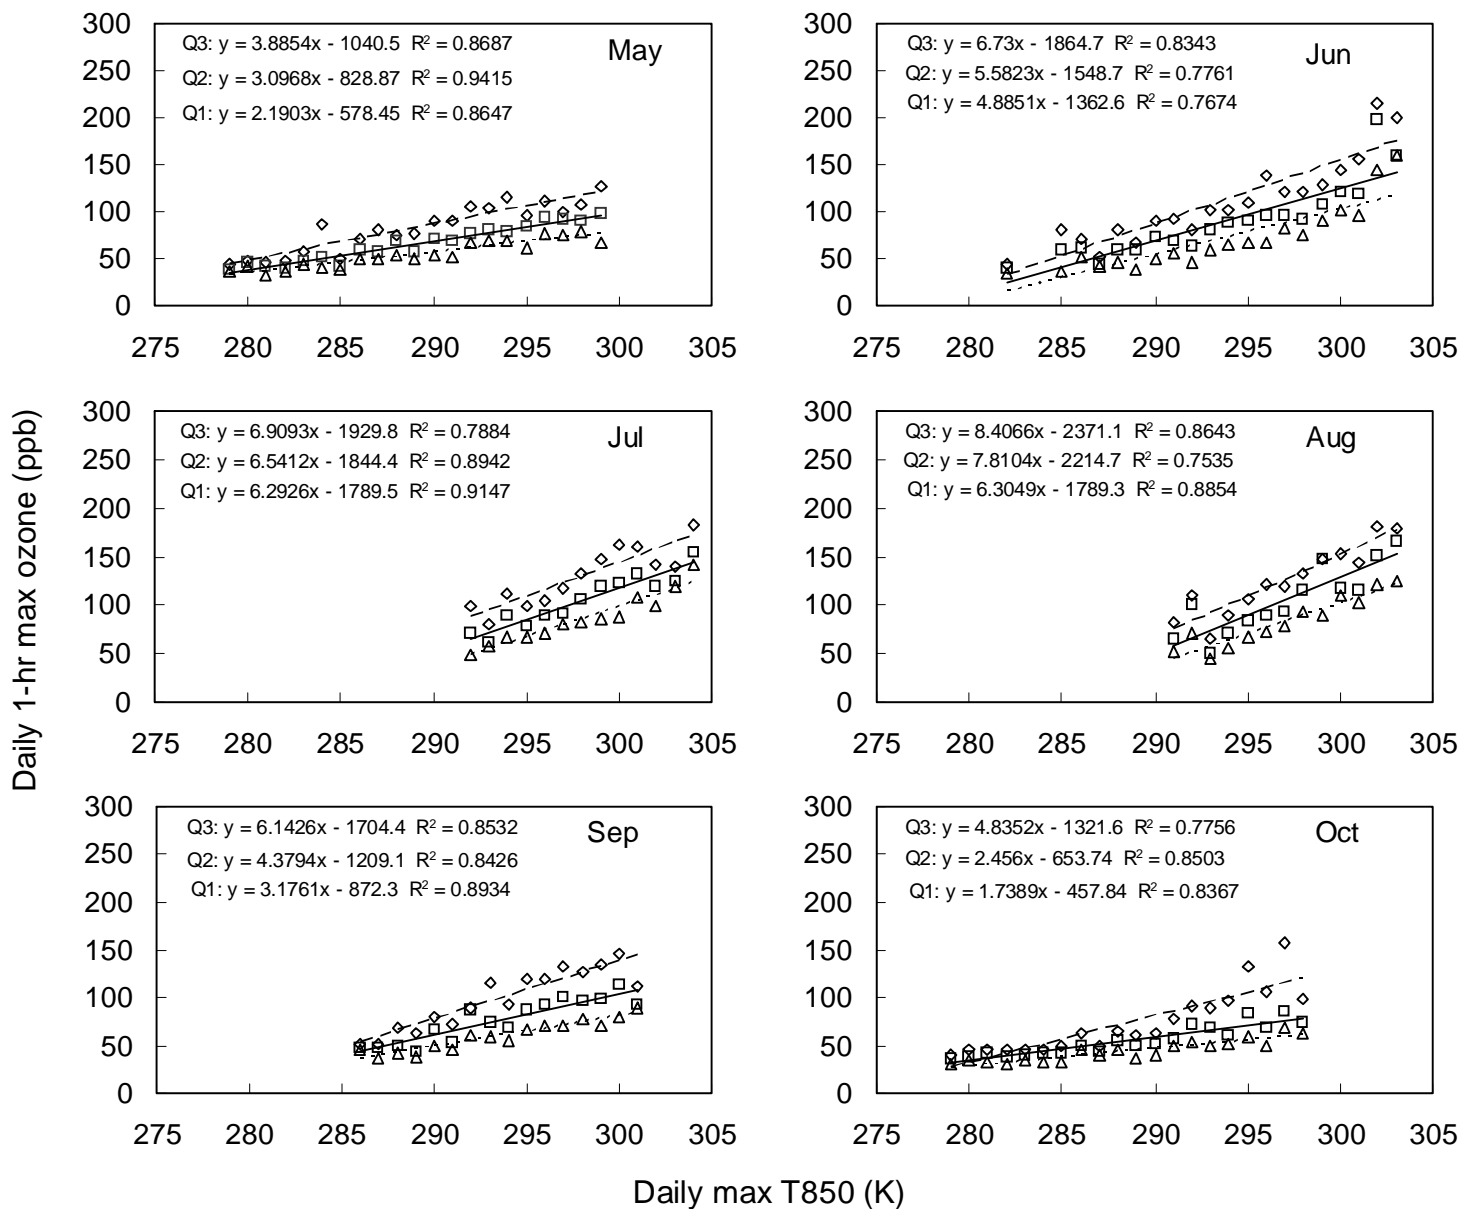 300
250
200
150
100
50
0
Q3: y = 3.8854x - 1040.5 R² = 0.8687
Q2: y = 3.0968x - 828.87 R² = 0.9415
Q1: y = 2.1903x - 578.45 R² = 0.8647
May
275 280 285 290 295 300 305
300
250
200
150
100
50
0
Q3: y = 6.73x - 1864.7 R² = 0.8343
Q2: y = 5.5823x - 1548.7 R² = 0.7761
Q1: y = 4.8851x - 1362.6 R² = 0.7674
Jun
275 280 285 290 295 300 305
Daily 1-hr max ozone (ppb)
300
250
200
150
100
50
0
Q3: y = 6.9093x - 1929.8 R² = 0.7884
Q2: y = 6.5412x - 1844.4 R² = 0.8942
Q1: y = 6.2926x - 1789.5 R² = 0.9147
Jul
275 280 285 290 295 300 305
300
250
200
150
100
50
0
Q3: y = 8.4066x - 2371.1 R² = 0.8643
Q2: y = 7.8104x - 2214.7 R² = 0.7535
Q1: y = 6.3049x - 1789.3 R² = 0.8854
Aug
275 280 285 290 295 300 305
300
250
200
150
100
50
0
Q3: y = 6.1426x - 1704.4 R² = 0.8532
Q2: y = 4.3794x - 1209.1 R² = 0.8426
Q1: y = 3.1761x - 872.3 R² = 0.8934
Sep
275 280 285 290 295 300 305
300
250
200
150
100
50
0
Q3: y = 4.8352x - 1321.6 R² = 0.7756
Q2: y = 2.456x - 653.74 R² = 0.8503
Q1: y = 1.7389x - 457.84 R² = 0.8367
Oct
275 280 285 290 295 300 305
Daily max T850 (K)